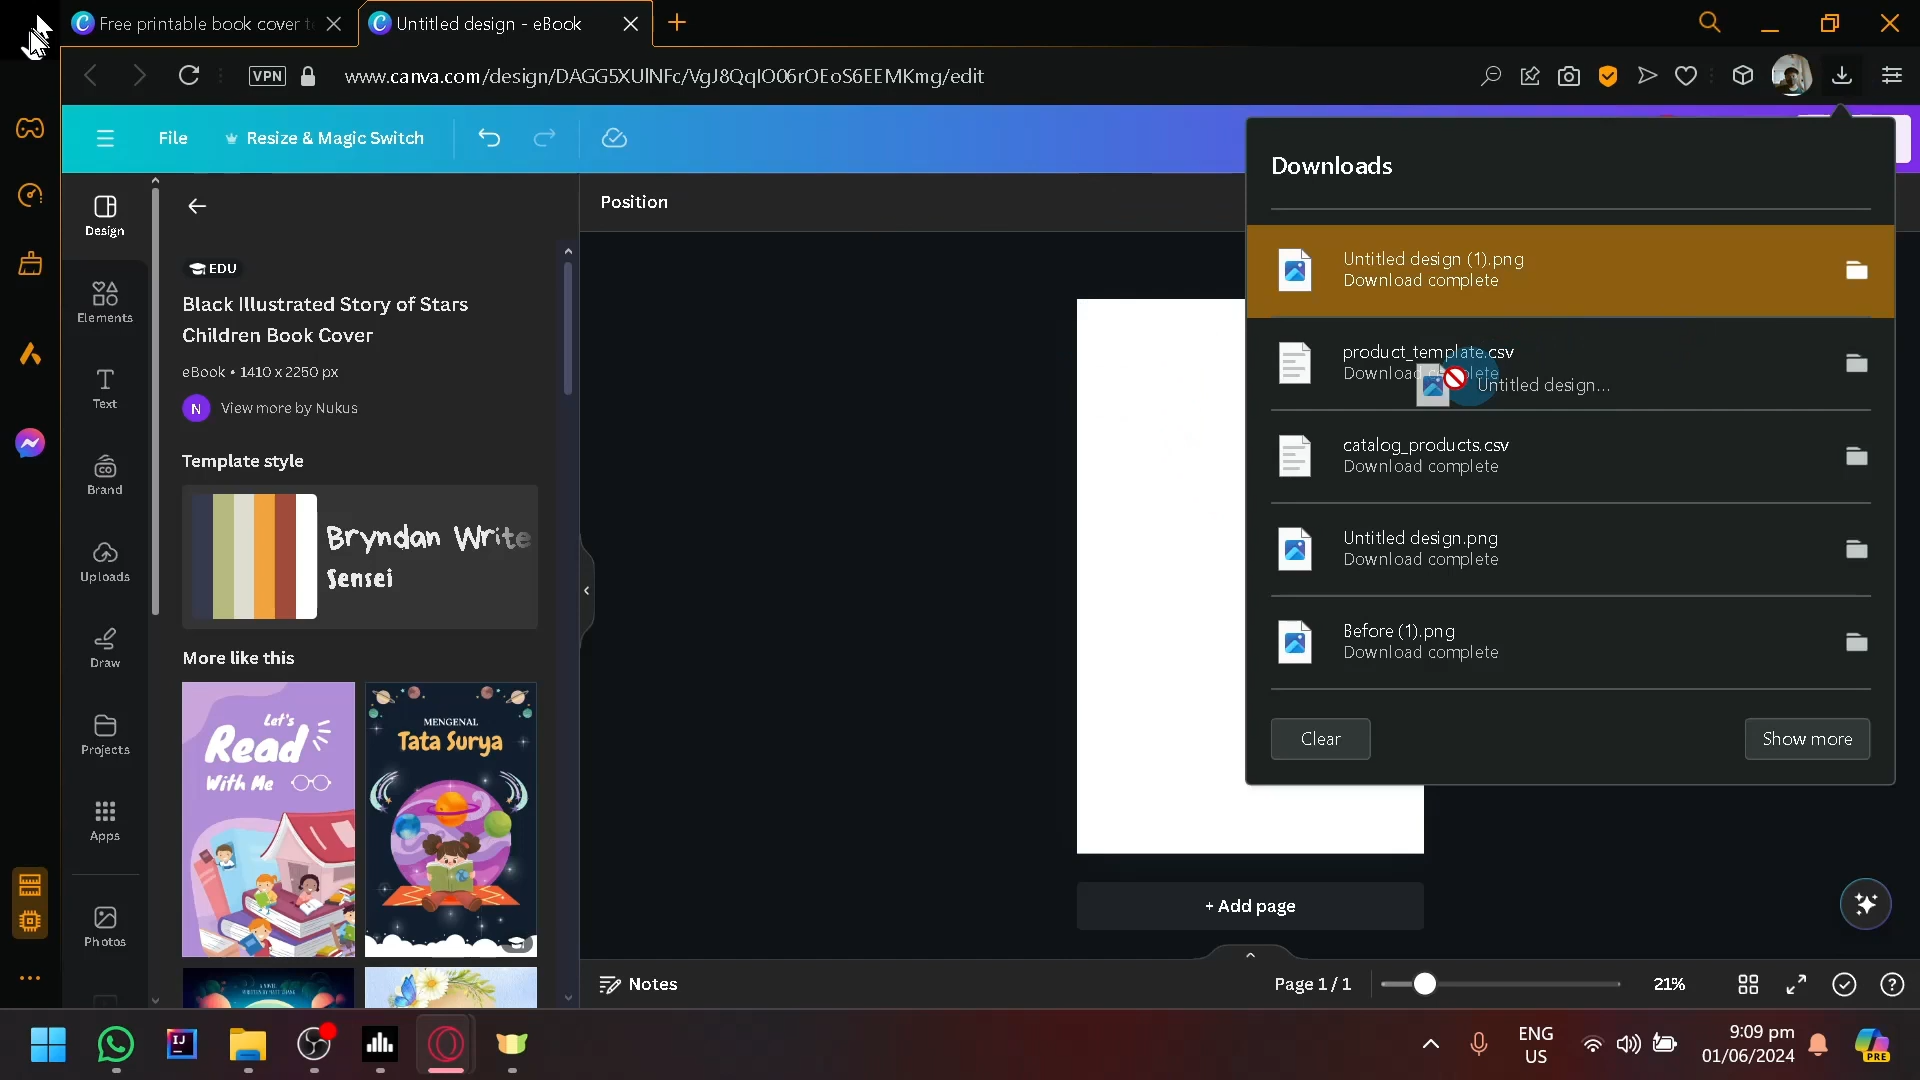 Free printable book cover t
Untitled design - eBook
VPN
www.canva.com/design/DAGG5XUlNFc/VgJ8QqIO06rOEoS6EEMKmg/edit
File
Resize & Magic Switch
Downloads
Untitled design (1).png
Download complete
product_template.csv
Download complete
Untitled design...
catalog_products.csv
Download complete
Untitled design.png
Download complete
Before (1).png
Download complete
Clear
Show more
Design
Elements
Text
Brand
Uploads
Draw
Projects
Apps
Photos
EDU
Black Illustrated Story of Stars
Children Book Cover
eBook • 1410 x 2250 px
N
View more by Nukus
Template style
Bryndan Write
Sensei
More like this
Let's
Read
With Me
MENGENAL
Tata Surya
Position
+ Add page
Notes
Page 1 / 1
21%
ENG
US
9:09 pm
01/06/2024
PRE